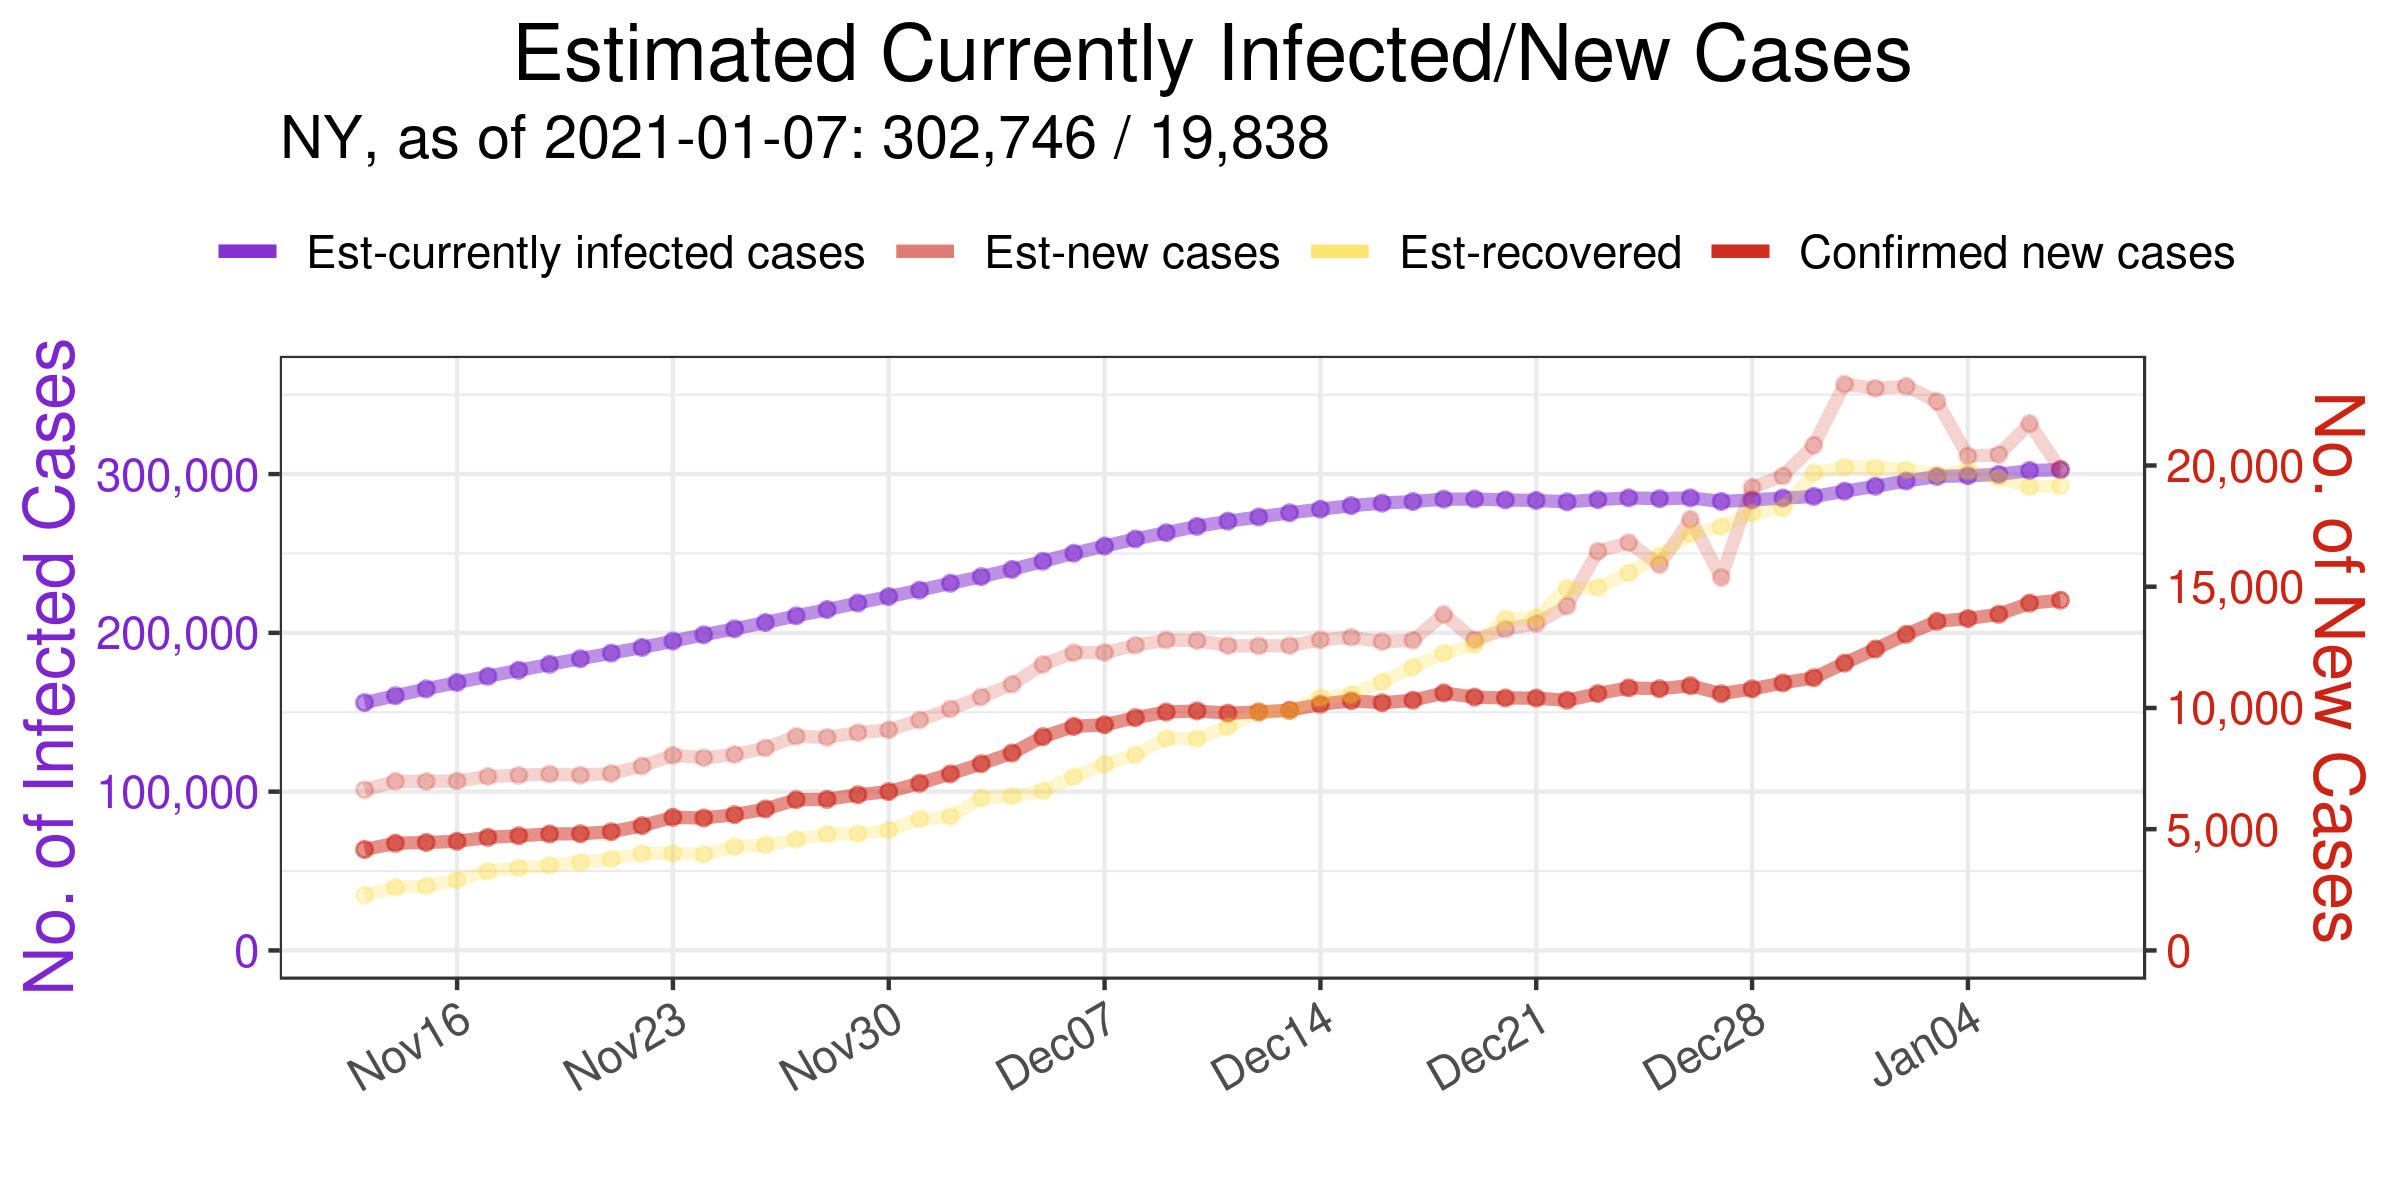 Estimated Currently Infected/New Cases
NY, as of 2021-01-07: 302,746 / 19,838
Est-currently infected cases Est-new cases Est-recovered Confirmed new cases
No. of Infected Cases
300,000
200,000
100,000
0
No. of New Cases
20,000
15,000
10,000
5,000
0
Nov16 Nov23 Nov30 Dec07 Dec14 Dec21 Dec28 Jan04